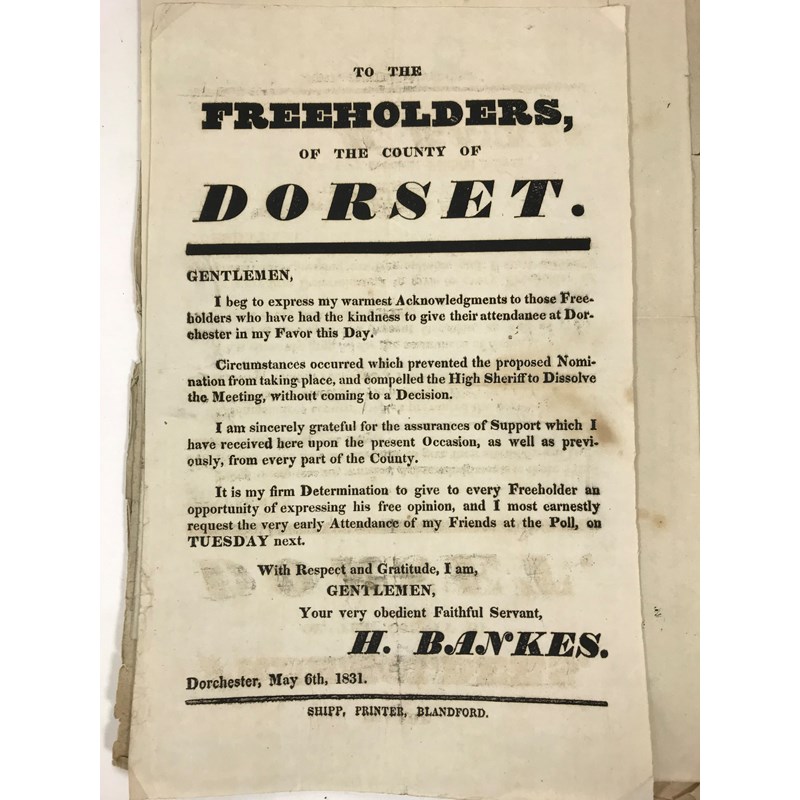 TO THE
FREEHOLDERS,
OF THE COUNTY OF
DORSET.
GENTLEMEN,
I beg to express my warmest Acknowledgments to those Free-
holders who have had the kindness to give their attendance at Dor-
chester in my Favor this Day.
Circumstances occurred which prevented the proposed Nomi-
nation from taking place, and compelled the High Sheriff to Dissolve
the Meeting, without coming to a Decision.
I am sincerely grateful for the assurances of Support which I
have received here upon the present Occasion, as well as previ-
ously, from every part of the County.
It is my firm Determination to give to every Freeholder an
opportunity of expressing his free opinion, and I most earnestly
request the very early Attendance of my Friends at the Poll, on
TUESDAY next.
With Respect and Gratitude, I am,
GENTLEMEN,
Your very obedient Faithful Servant,
H. BANKES.
Dorchester, May 6th, 1831.
SHIPP, PRINTER, BLANDFORD.